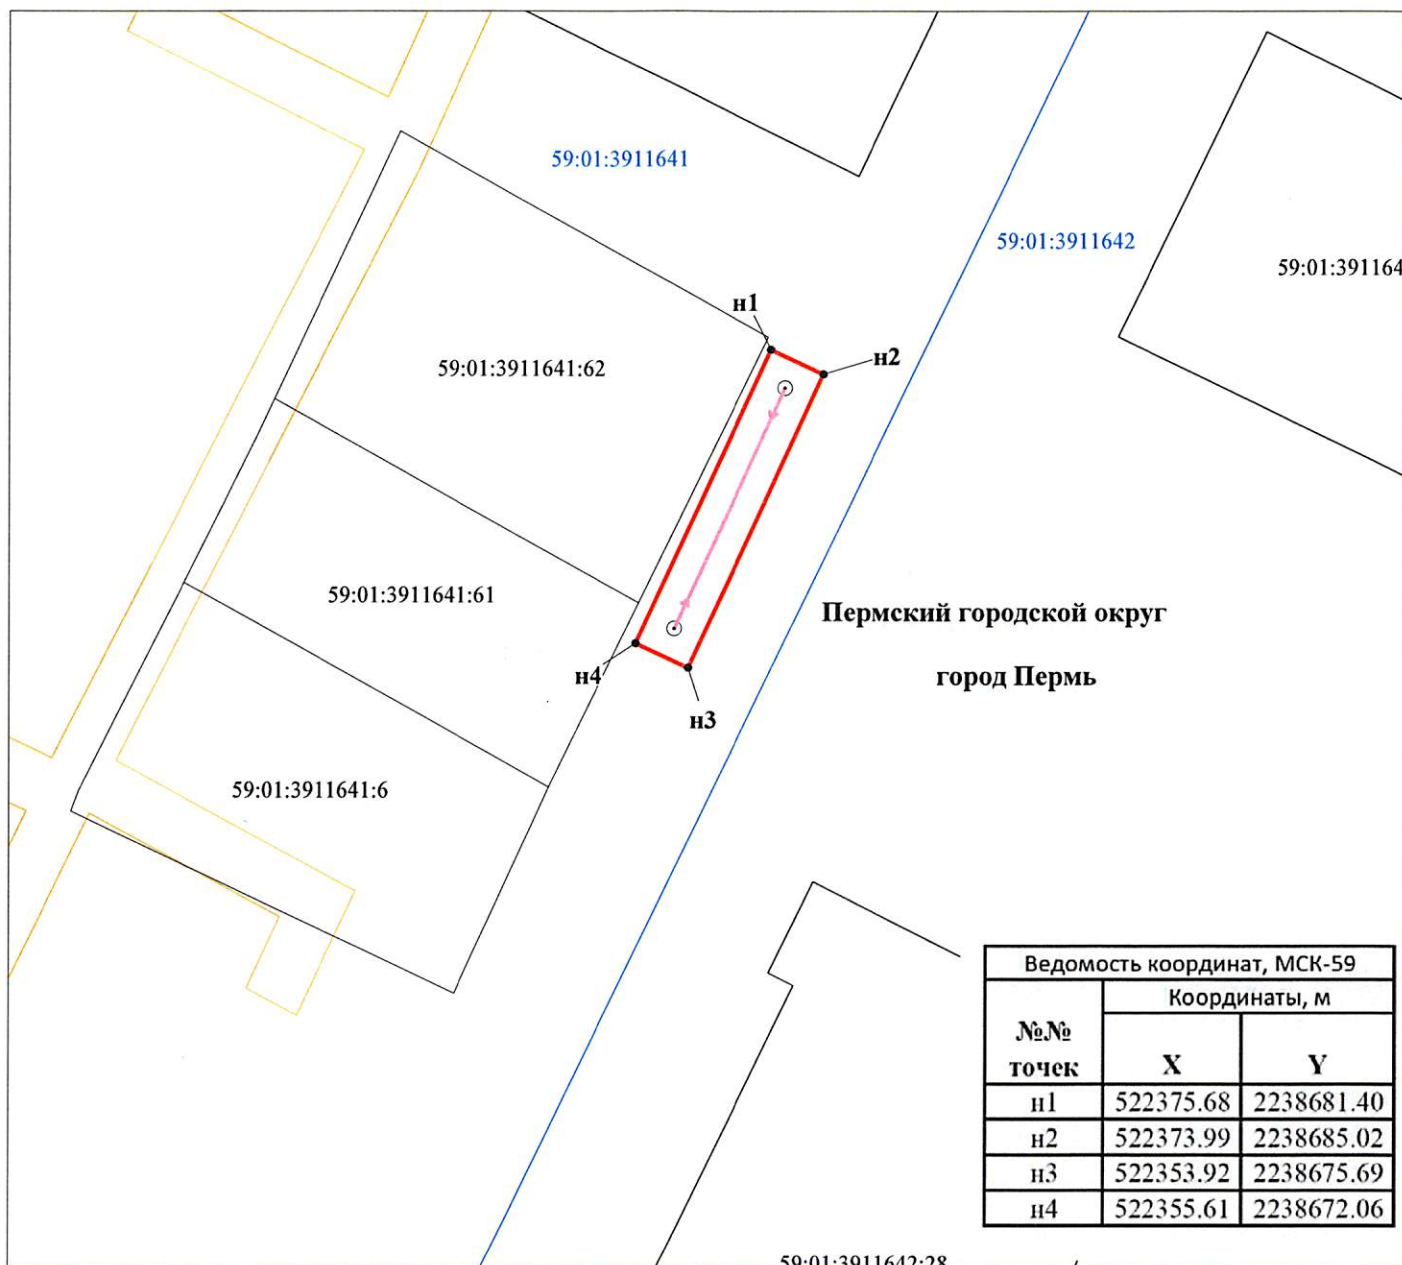 59:01:3911641
59:01:3911642
59:01:391164
н1
н2
59:01:3911641:62
59:01:3911641:61
Пермский городской округ
город Пермь
н4
н3
59:01:3911641:6
Ведомость координат, МСК-59
№№ точек
Координаты, м
X Y
н1 522375.68 2238681.40
н2 522373.99 2238685.02
н3 522353.92 2238675.69
н4 522355.61 2238672.06
59:01:3911642:28